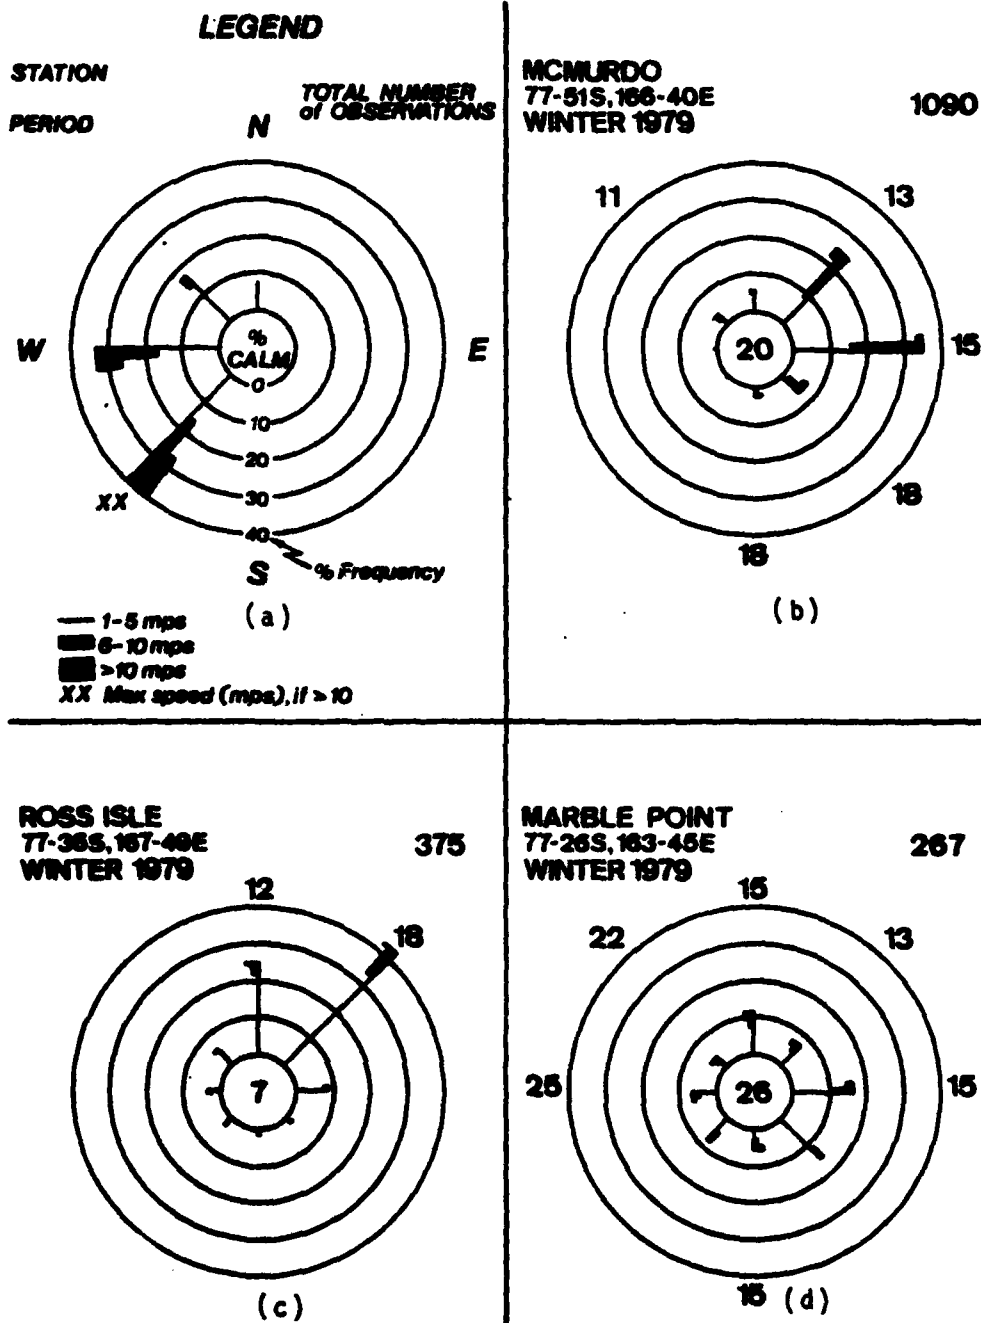 LEGEND
STATION
TOTAL NUMBER
of OBSERVATIONS
PERIOD
N
W
E
%
CALM
0
10
20
30
40
XX
S
% Frequency
(a)
1-5 mps
6-10 mps
>10 mps
XX Max speed (mps), if >10
MCMURDO
77-51S, 166-40E
1090
WINTER 1979
11
13
20
15
18
18
(b)
ROSS ISLE
77-36S, 167-49E
375
WINTER 1979
12
18
7
(c)
MARBLE POINT
77-26S, 163-45E
267
WINTER 1979
15
22
13
25
26
15
15
(d)